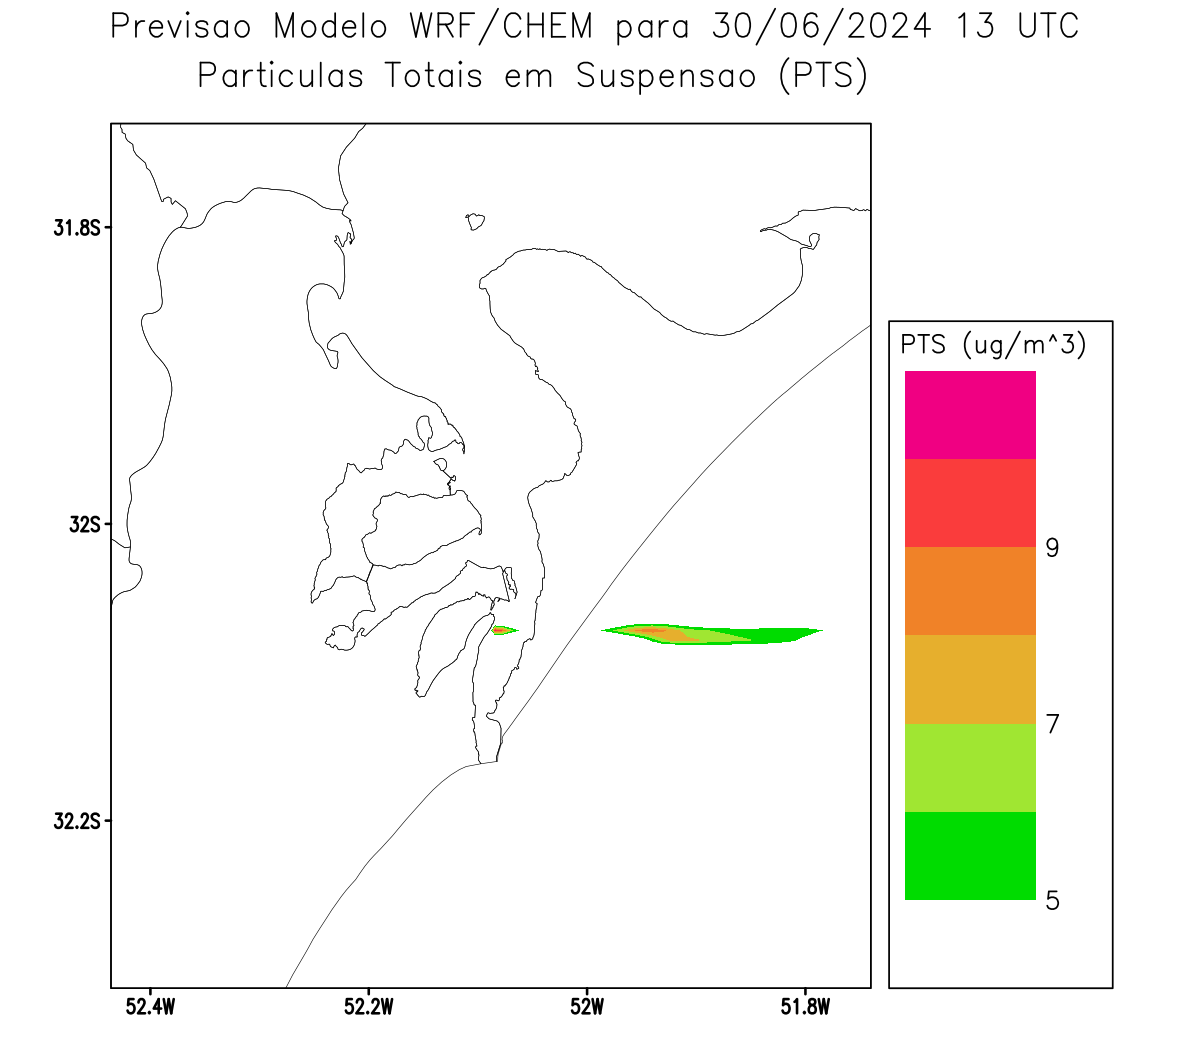 Previsao Modelo WRF/CHEM para 30/06/2024 13 UTC
Particulas Totais em Suspensao (PTS)
31.8S
32S
32.2S
52.4W
52.2W
52W
51.8W
PTS (ug/m^3)
9
7
5